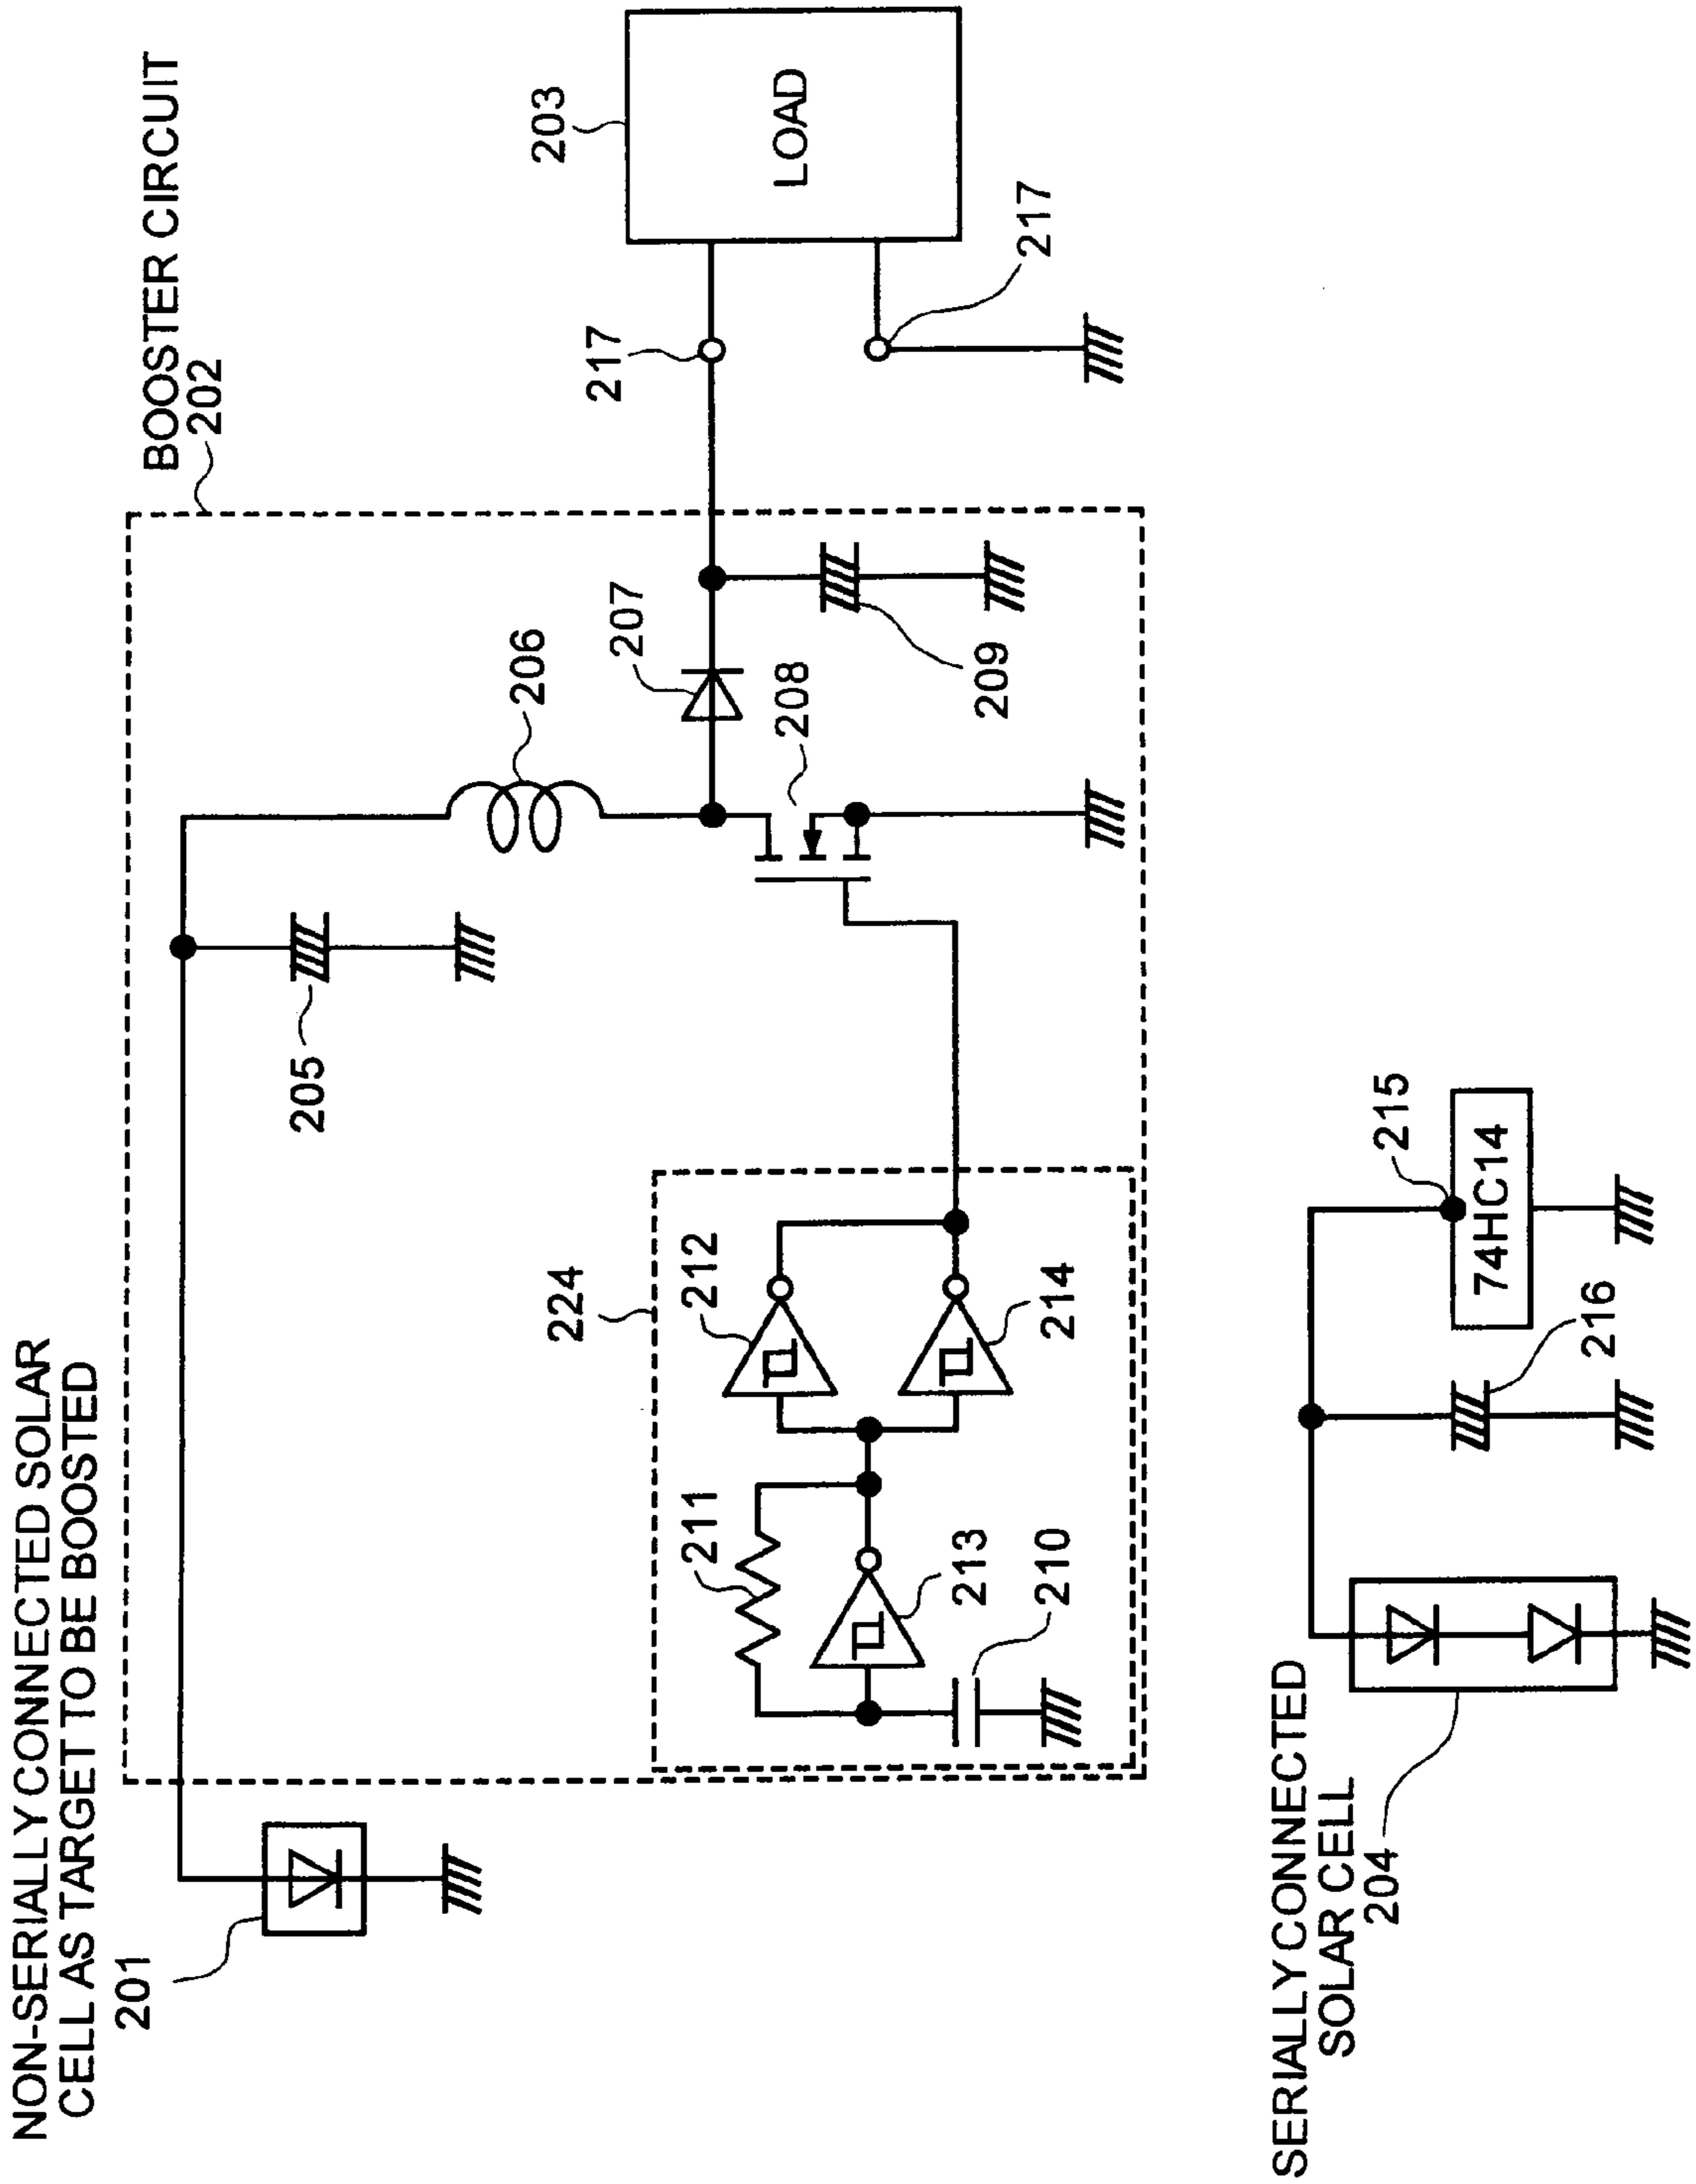 NON-SERIALLY CONNECTED SOLAR
CELL AS TARGET TO BE BOOSTED
201
BOOSTER CIRCUIT
202
205
206
207
208
209
217
217
203
LOAD
224
211
212
213
214
210
SERIALLY CONNECTED
SOLAR CELL
204
215
74HC14
216